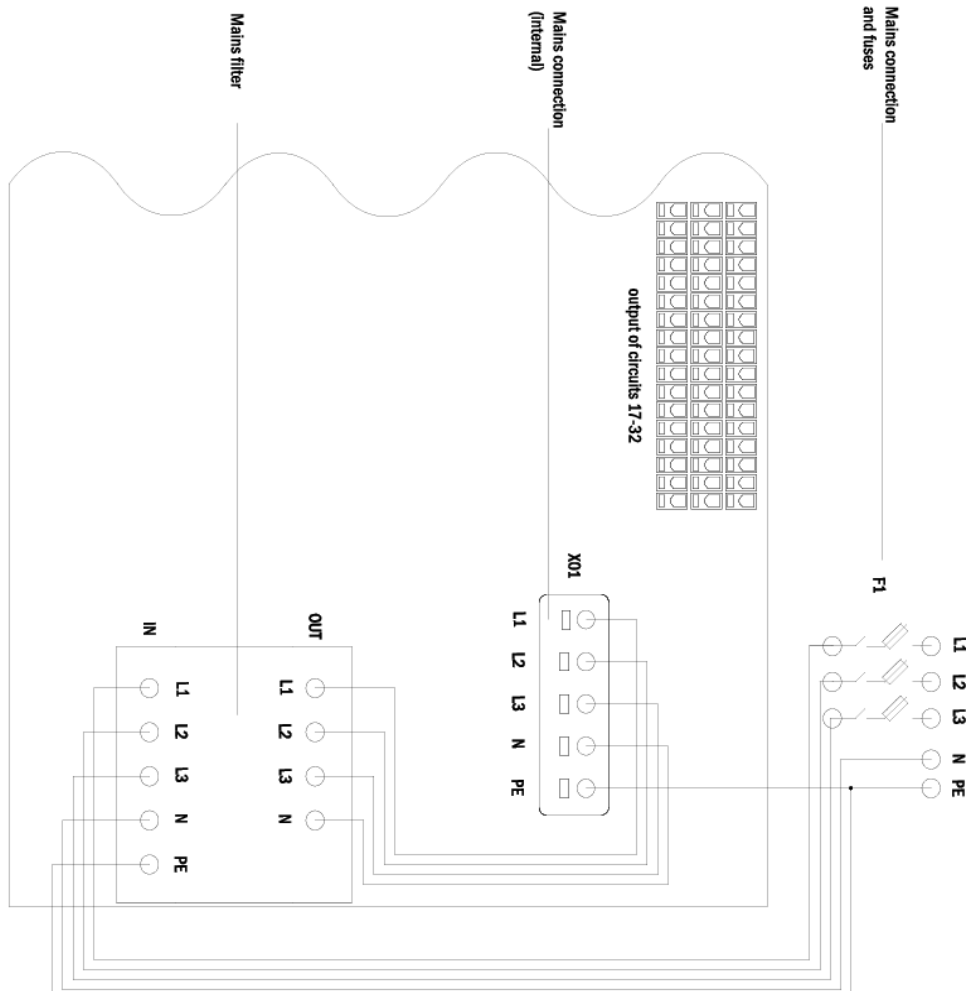 Mains filter
Mains connection
(internal)
Mains connection
and fuses
output of circuits 17-32
X01
F1
L1
L2
L3
N
PE
IN
OUT
L1
L2
L3
N
PE
L1
L2
L3
N
L1
L2
L3
N
PE